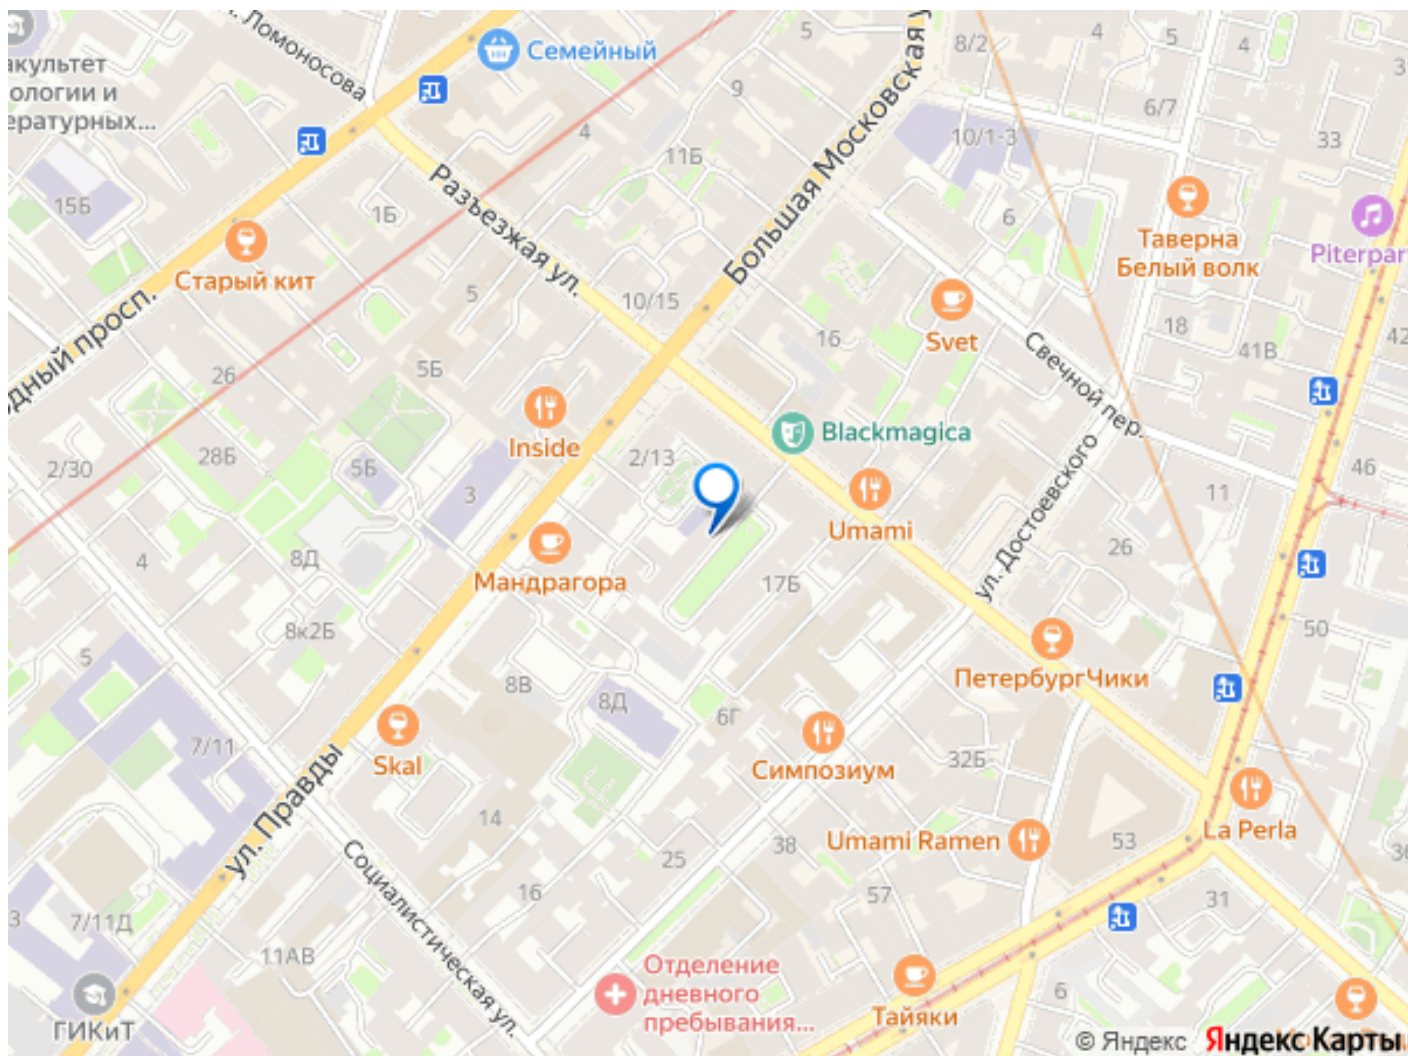 л. Ломоносова
акультет
ологии и
ературных...
Семейный
5
8/2
4
5
4
3
9
6/7
4
11Б
10/1-3
33
15Б
1Б
Разъезжая ул.
Большая Московская у
6
Таверна
Белый волк
Piterpar
Старый кит
5
10/15
Svet
16
18
41В
42
дный просп.
26
5Б
Inside
Blackmagica
Свечной пер.
2/30
28Б
5Б
3
2/13
Umami
ул. Достоевского
11
46
4
8Д
Мандрагора
17Б
26
8к2Б
5
50
ПетербургЧики
8В
8Д
6Г
7/11
Skal
Симпозиум
32Б
La Perla
ул. Правды
14
Umami Ramen
53
36
25
38
Социалистическая ул.
16
57
31
3
7/11Д
11АВ
Отделение
дневного
пребывания...
Тайяки
6
ГИКиТ
© Яндекс
Яндекс Карты